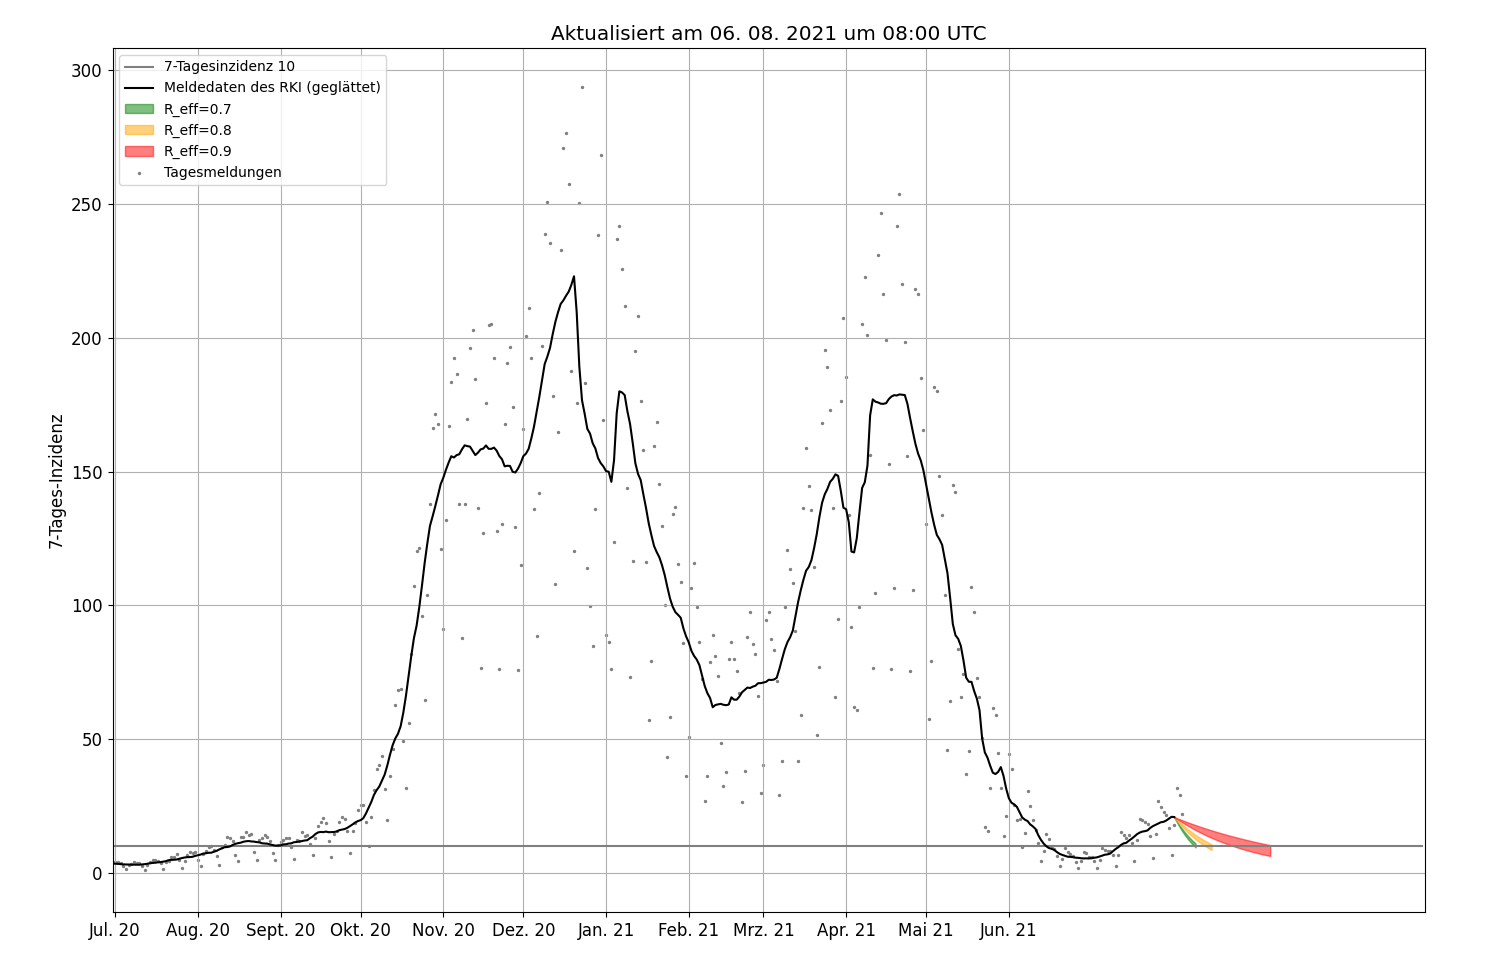 Aktualisiert am 06. 08. 2021 um 08:00 UTC
7-Tagesinzidenz 10
Meldedaten des RKI (geglättet)
R_eff=0.7
R_eff=0.8
R_eff=0.9
Tagesmeldungen
7-Tages-Inzidenz
300
250
200
150
100
50
0
Jul. 20 Aug. 20 Sept. 20 Okt. 20 Nov. 20 Dez. 20 Jan. 21 Feb. 21 Mrz. 21 Apr. 21 Mai 21 Jun. 21